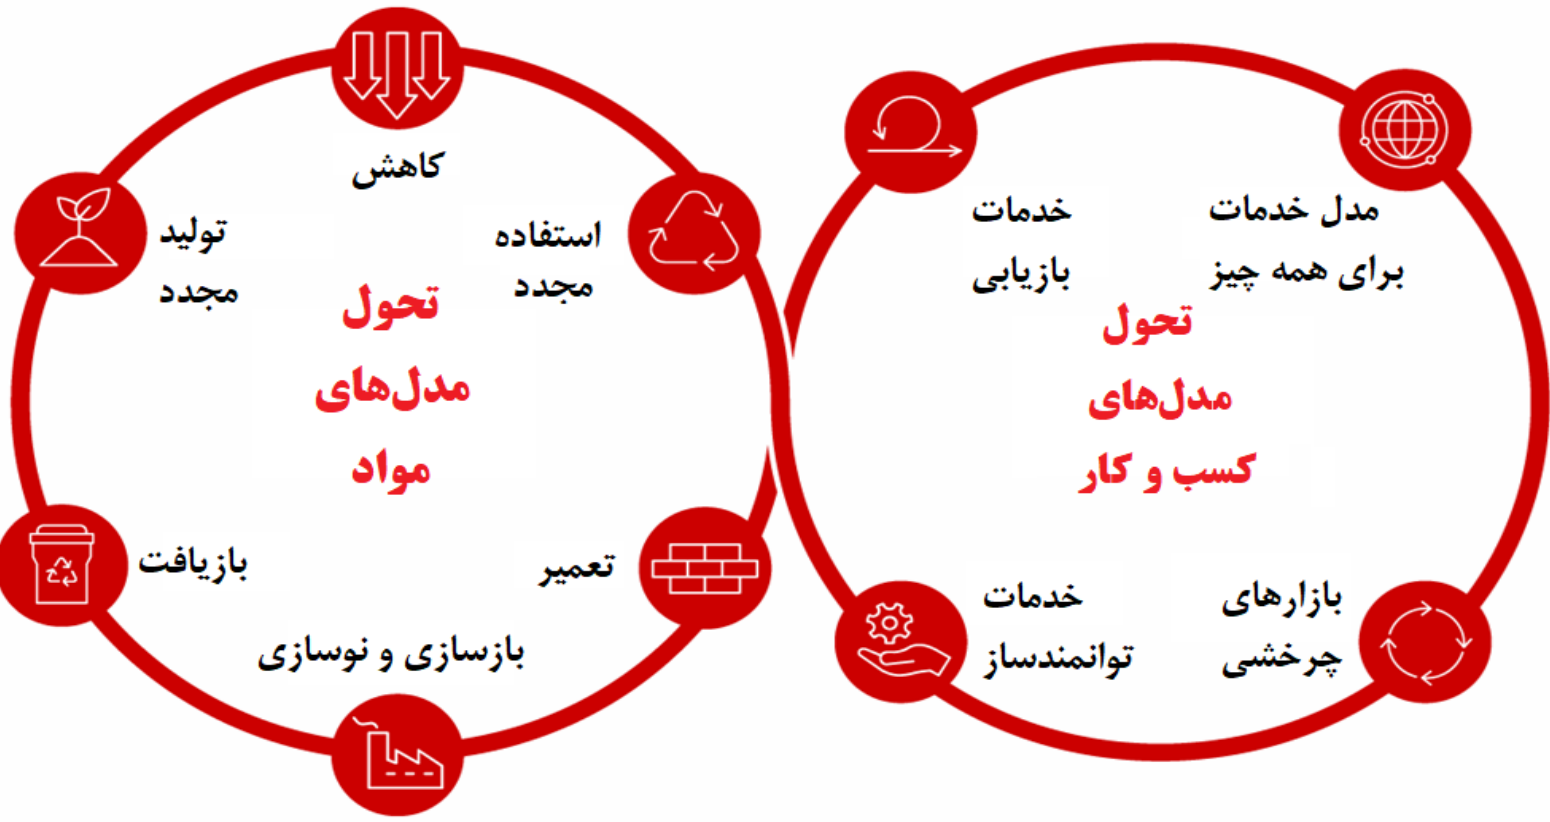 مدل خدمات
برای همه چیز
خدمات
بازیابی
تحول
مدل‌های
کسب و کار
بازارهای
چرخشی
خدمات
توانمندساز
کاهش
استفاده
مجدد
تولید
مجدد
تحول
مدل‌های
مواد
تعمیر
بازیافت
بازسازی و نوسازی